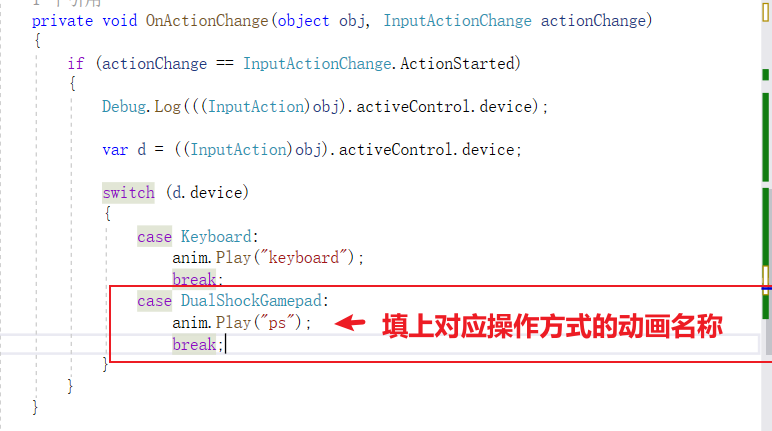 1 个引用
private void OnActionChange(object obj, InputActionChange actionChange)
{
if (actionChange == InputActionChange.ActionStarted)
{
Debug.Log(((InputAction)obj).activeControl.device);
var d = ((InputAction)obj).activeControl.device;
switch (d.device)
{
case Keyboard:
anim.Play("keyboard");
break;
case DualShockGamepad:
anim.Play("ps"); 填上对应操作方式的动画名称
break;
}
}
}